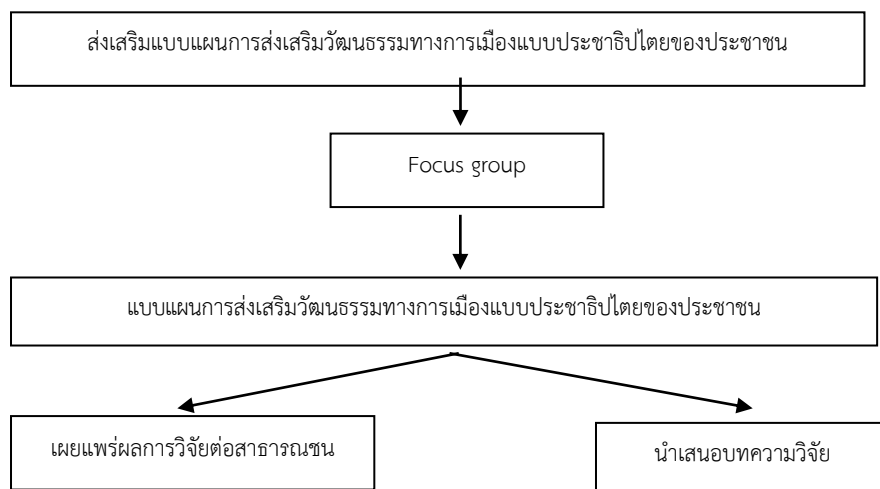 ส่งเสริมแบบแผนการส่งเสริมวัฒนธรรมทางการเมืองแบบประชาธิปไตยของประชาชน
Focus group
แบบแผนการส่งเสริมวัฒนธรรมทางการเมืองแบบประชาธิปไตยของประชาชน
เผยแพร่ผลการวิจัยต่อสาธารณชน
นำเสนอบทความวิจัย